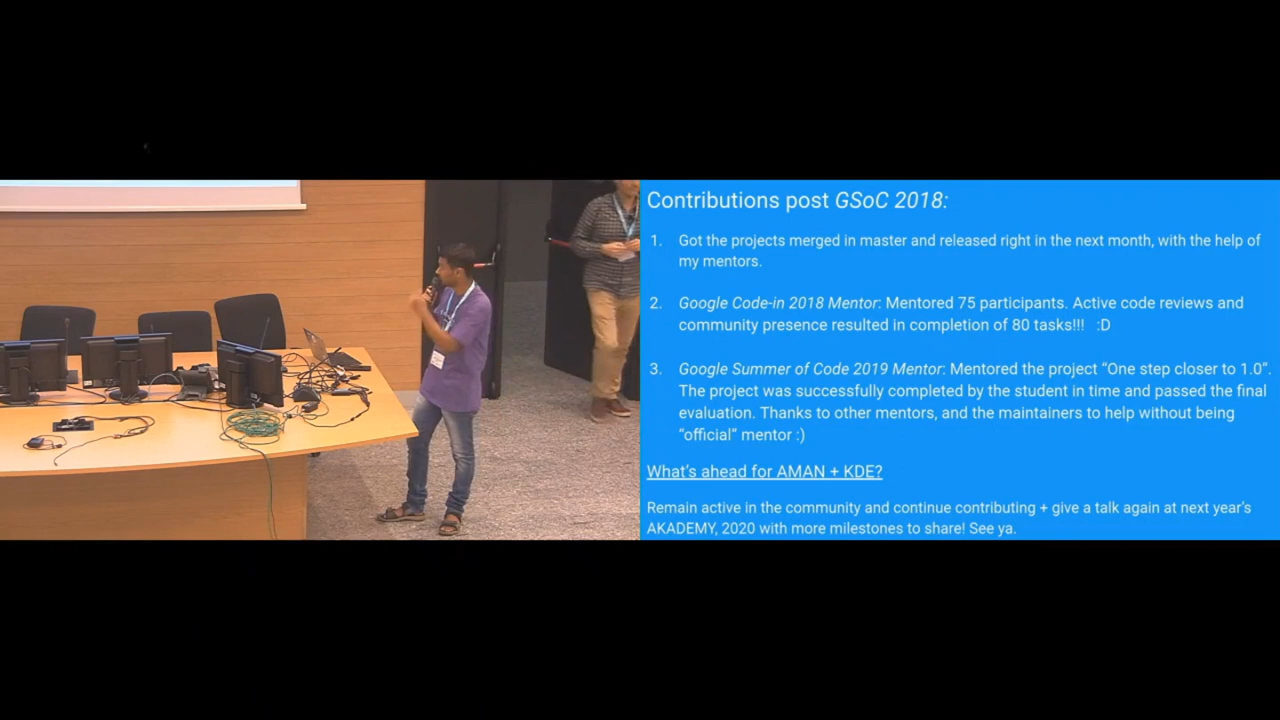 Contributions post GSoC 2018:
1. Got the projects merged in master and released right in the next month, with the help of
my mentors.
2. Google Code-in 2018 Mentor: Mentored 75 participants. Active code reviews and
community presence resulted in completion of 80 tasks!!! :D
3. Google Summer of Code 2019 Mentor: Mentored the project “One step closer to 1.0”.
The project was successfully completed by the student in time and passed the final
evaluation. Thanks to other mentors, and the maintainers to help without being
“official” mentor :)
What's ahead for AMAN + KDE?
Remain active in the community and continue contributing + give a talk again at next year's
AKADEMY, 2020 with more milestones to share! See ya.